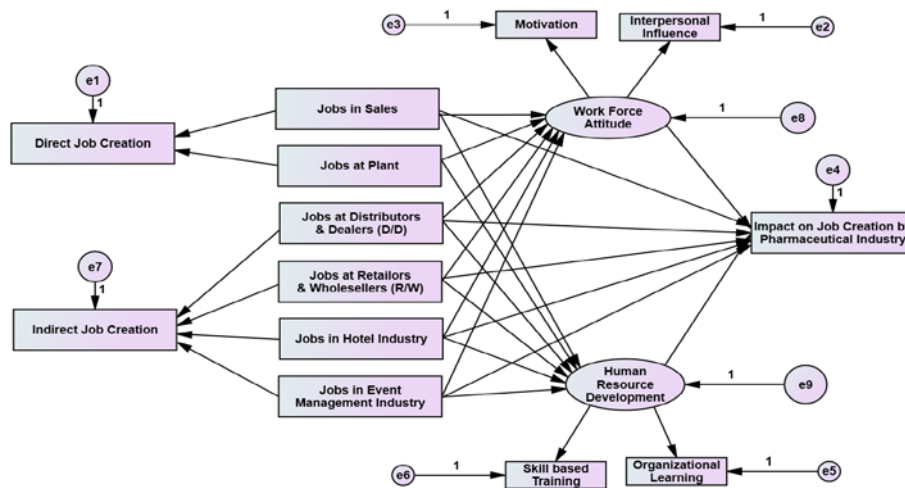 e3
1
Motivation
Interpersonal
Influence
1
e2
e1
1
Direct Job Creation
Jobs in Sales
Work Force
Attitude
1
e8
Jobs at Plant
e4
1
Jobs at Distributors
& Dealers (D/D)
Impact on Job Creation b
Pharmaceutical Industry
e7
1
Jobs at Retailors
& Wholesellers (R/W)
Indirect Job Creation
Jobs in Hotel Industry
Jobs in Event
Management Industry
Human
Resource
Development
1
e9
e6
1
Skill based
Training
Organizational
Learning
1
e5